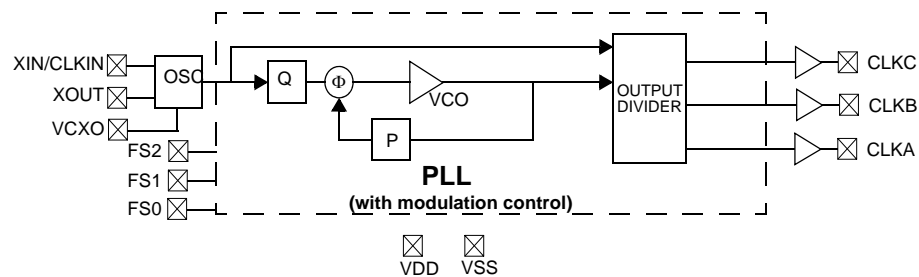 XIN/CLKIN
XOUT
VCXO
OSC
FS2
FS1
FS0
Q
Φ
VCO
P
PLL
(with modulation control)
OUTPUT
DIVIDER
CLKC
CLKB
CLKA
VDD
VSS